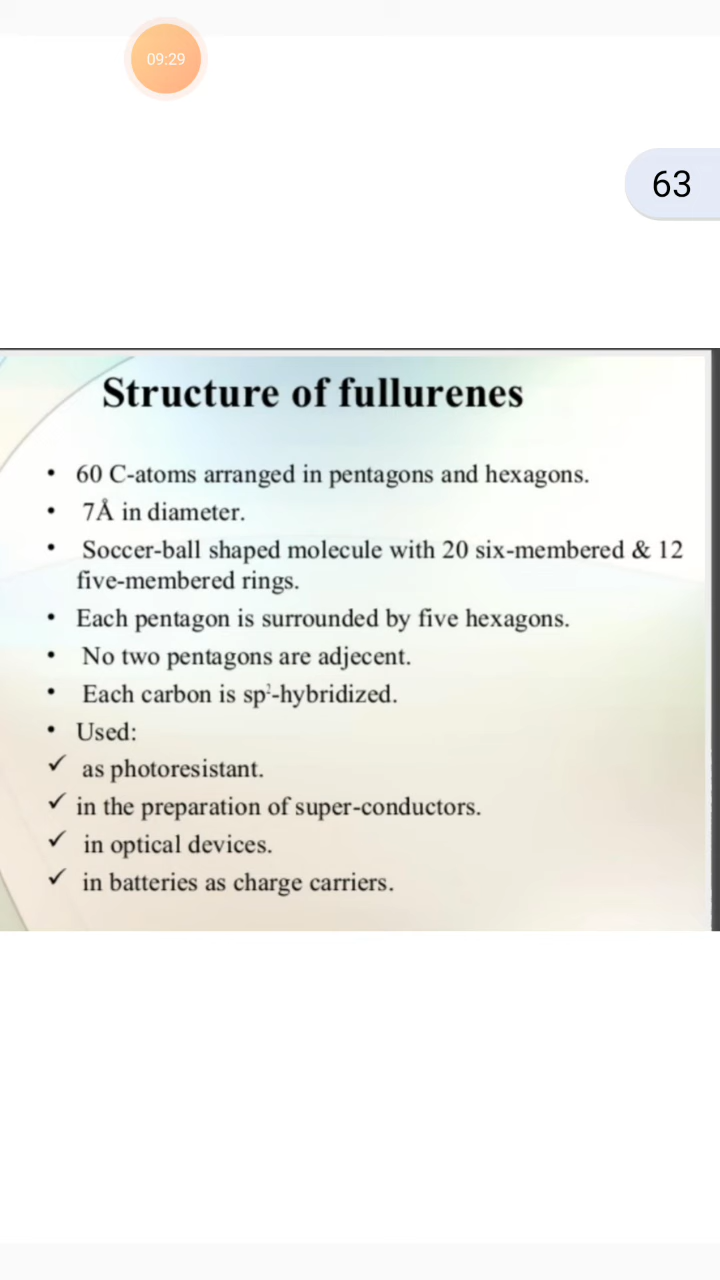 09:29
63
Structure of fullurenes
• 60 C-atoms arranged in pentagons and hexagons.
• 7Å in diameter.
• Soccer-ball shaped molecule with 20 six-membered & 12
five-membered rings.
• Each pentagon is surrounded by five hexagons.
• No two pentagons are adjecent.
• Each carbon is sp²-hybridized.
• Used:
✓ as photoresistant.
✓ in the preparation of super-conductors.
✓ in optical devices.
✓ in batteries as charge carriers.